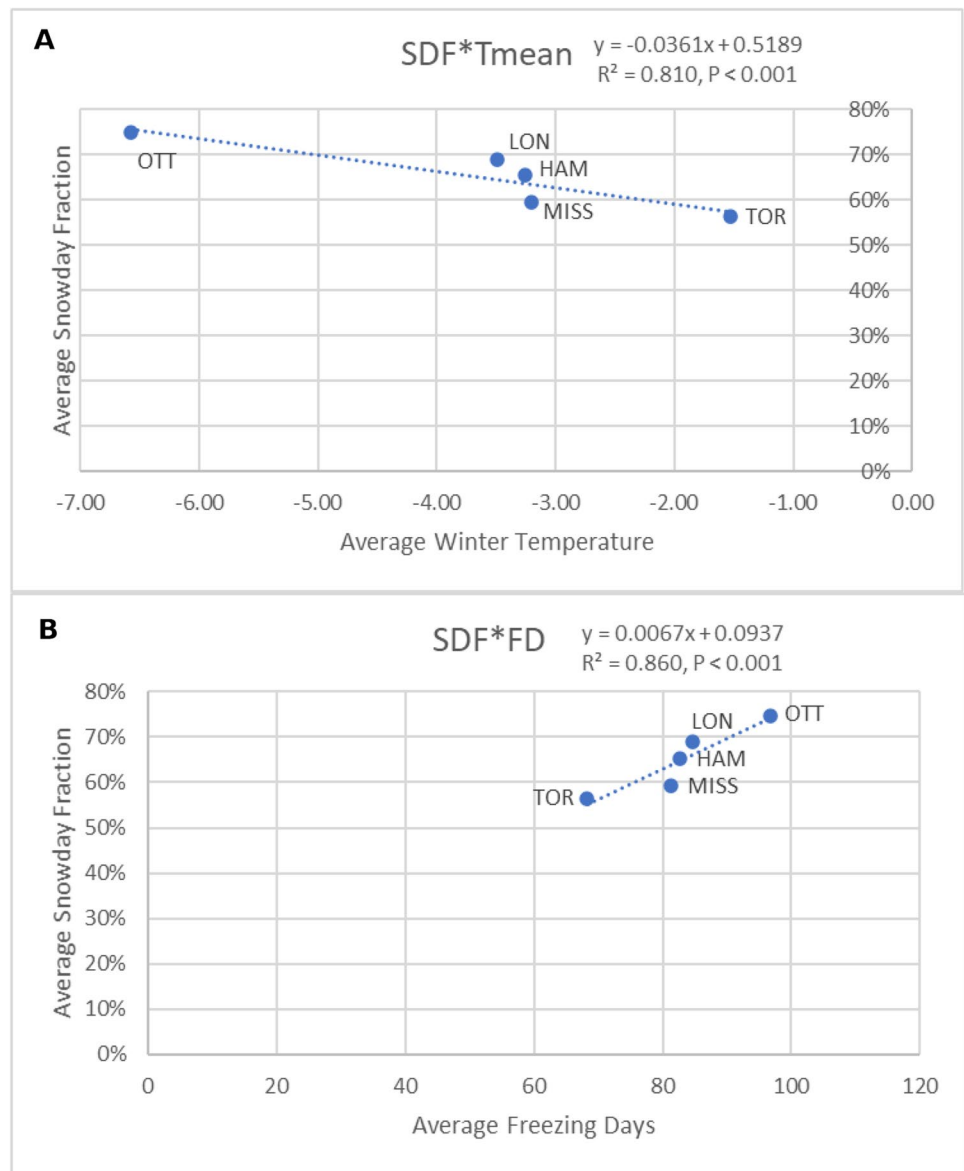 A
SDF*Tmean
y = -0.0361x + 0.5189
R² = 0.810, P < 0.001
Average Snowday Fraction
80%
70%
60%
50%
40%
30%
20%
10%
0%
OTT
LON
HAM
MISS
TOR
-7.00 -6.00 -5.00 -4.00 -3.00 -2.00 -1.00 0.00
Average Winter Temperature
B
SDF*FD
y = 0.0067x + 0.0937
R² = 0.860, P < 0.001
Average Snowday Fraction
80%
70%
60%
50%
40%
30%
20%
10%
0%
OTT
LON
HAM
MISS
TOR
0 20 40 60 80 100 120
Average Freezing Days